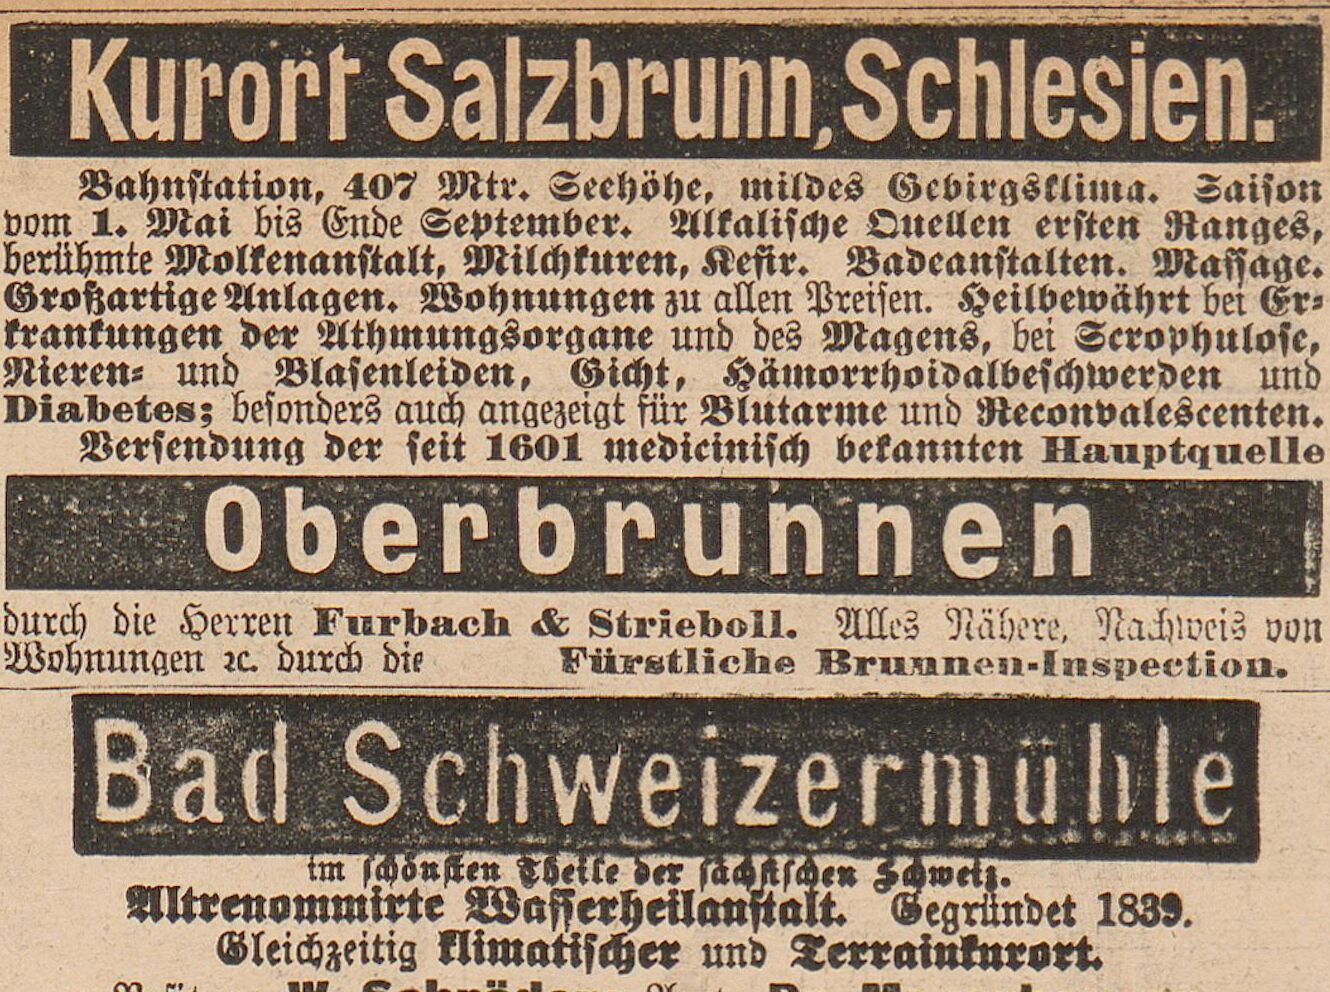 Kurort Salzbrunn, Schlesien.
Bahnstation, 407 Mtr. Seehöhe, mildes Gebirgsklima. Saison
vom 1. Mai bis Ende September. Alkalische Quellen ersten Ranges,
berühmte Molkenanstalt, Milchkuren, Kefir. Badeanstalten. Massage.
Großartige Anlagen. Wohnungen zu allen Preisen. Heilbewährt bei Er-
krankungen der Athmungsorgane und des Magens, bei Scrophulose,
Nieren- und Blasenleiden, Gicht, Hämorrhoidalbeschwerden und
Diabetes; besonders auch angezeigt für Blutarme und Reconvalescenten.
Versendung der seit 1601 medicinisch bekannten Hauptquelle
Oberbrunnen
durch die Herren Furbach & Strieboll. Alles Nähere, Nachweis von
Wohnungen ꝛc. durch die Fürstliche Brunnen-Inspection.
Bad Schweizermühle
im schönsten Theile der sächsischen Schweiz.
Altrenommirte Wasserheilanstalt. Gegründet 1839.
Gleichzeitig klimatischer und Terrainkurort.